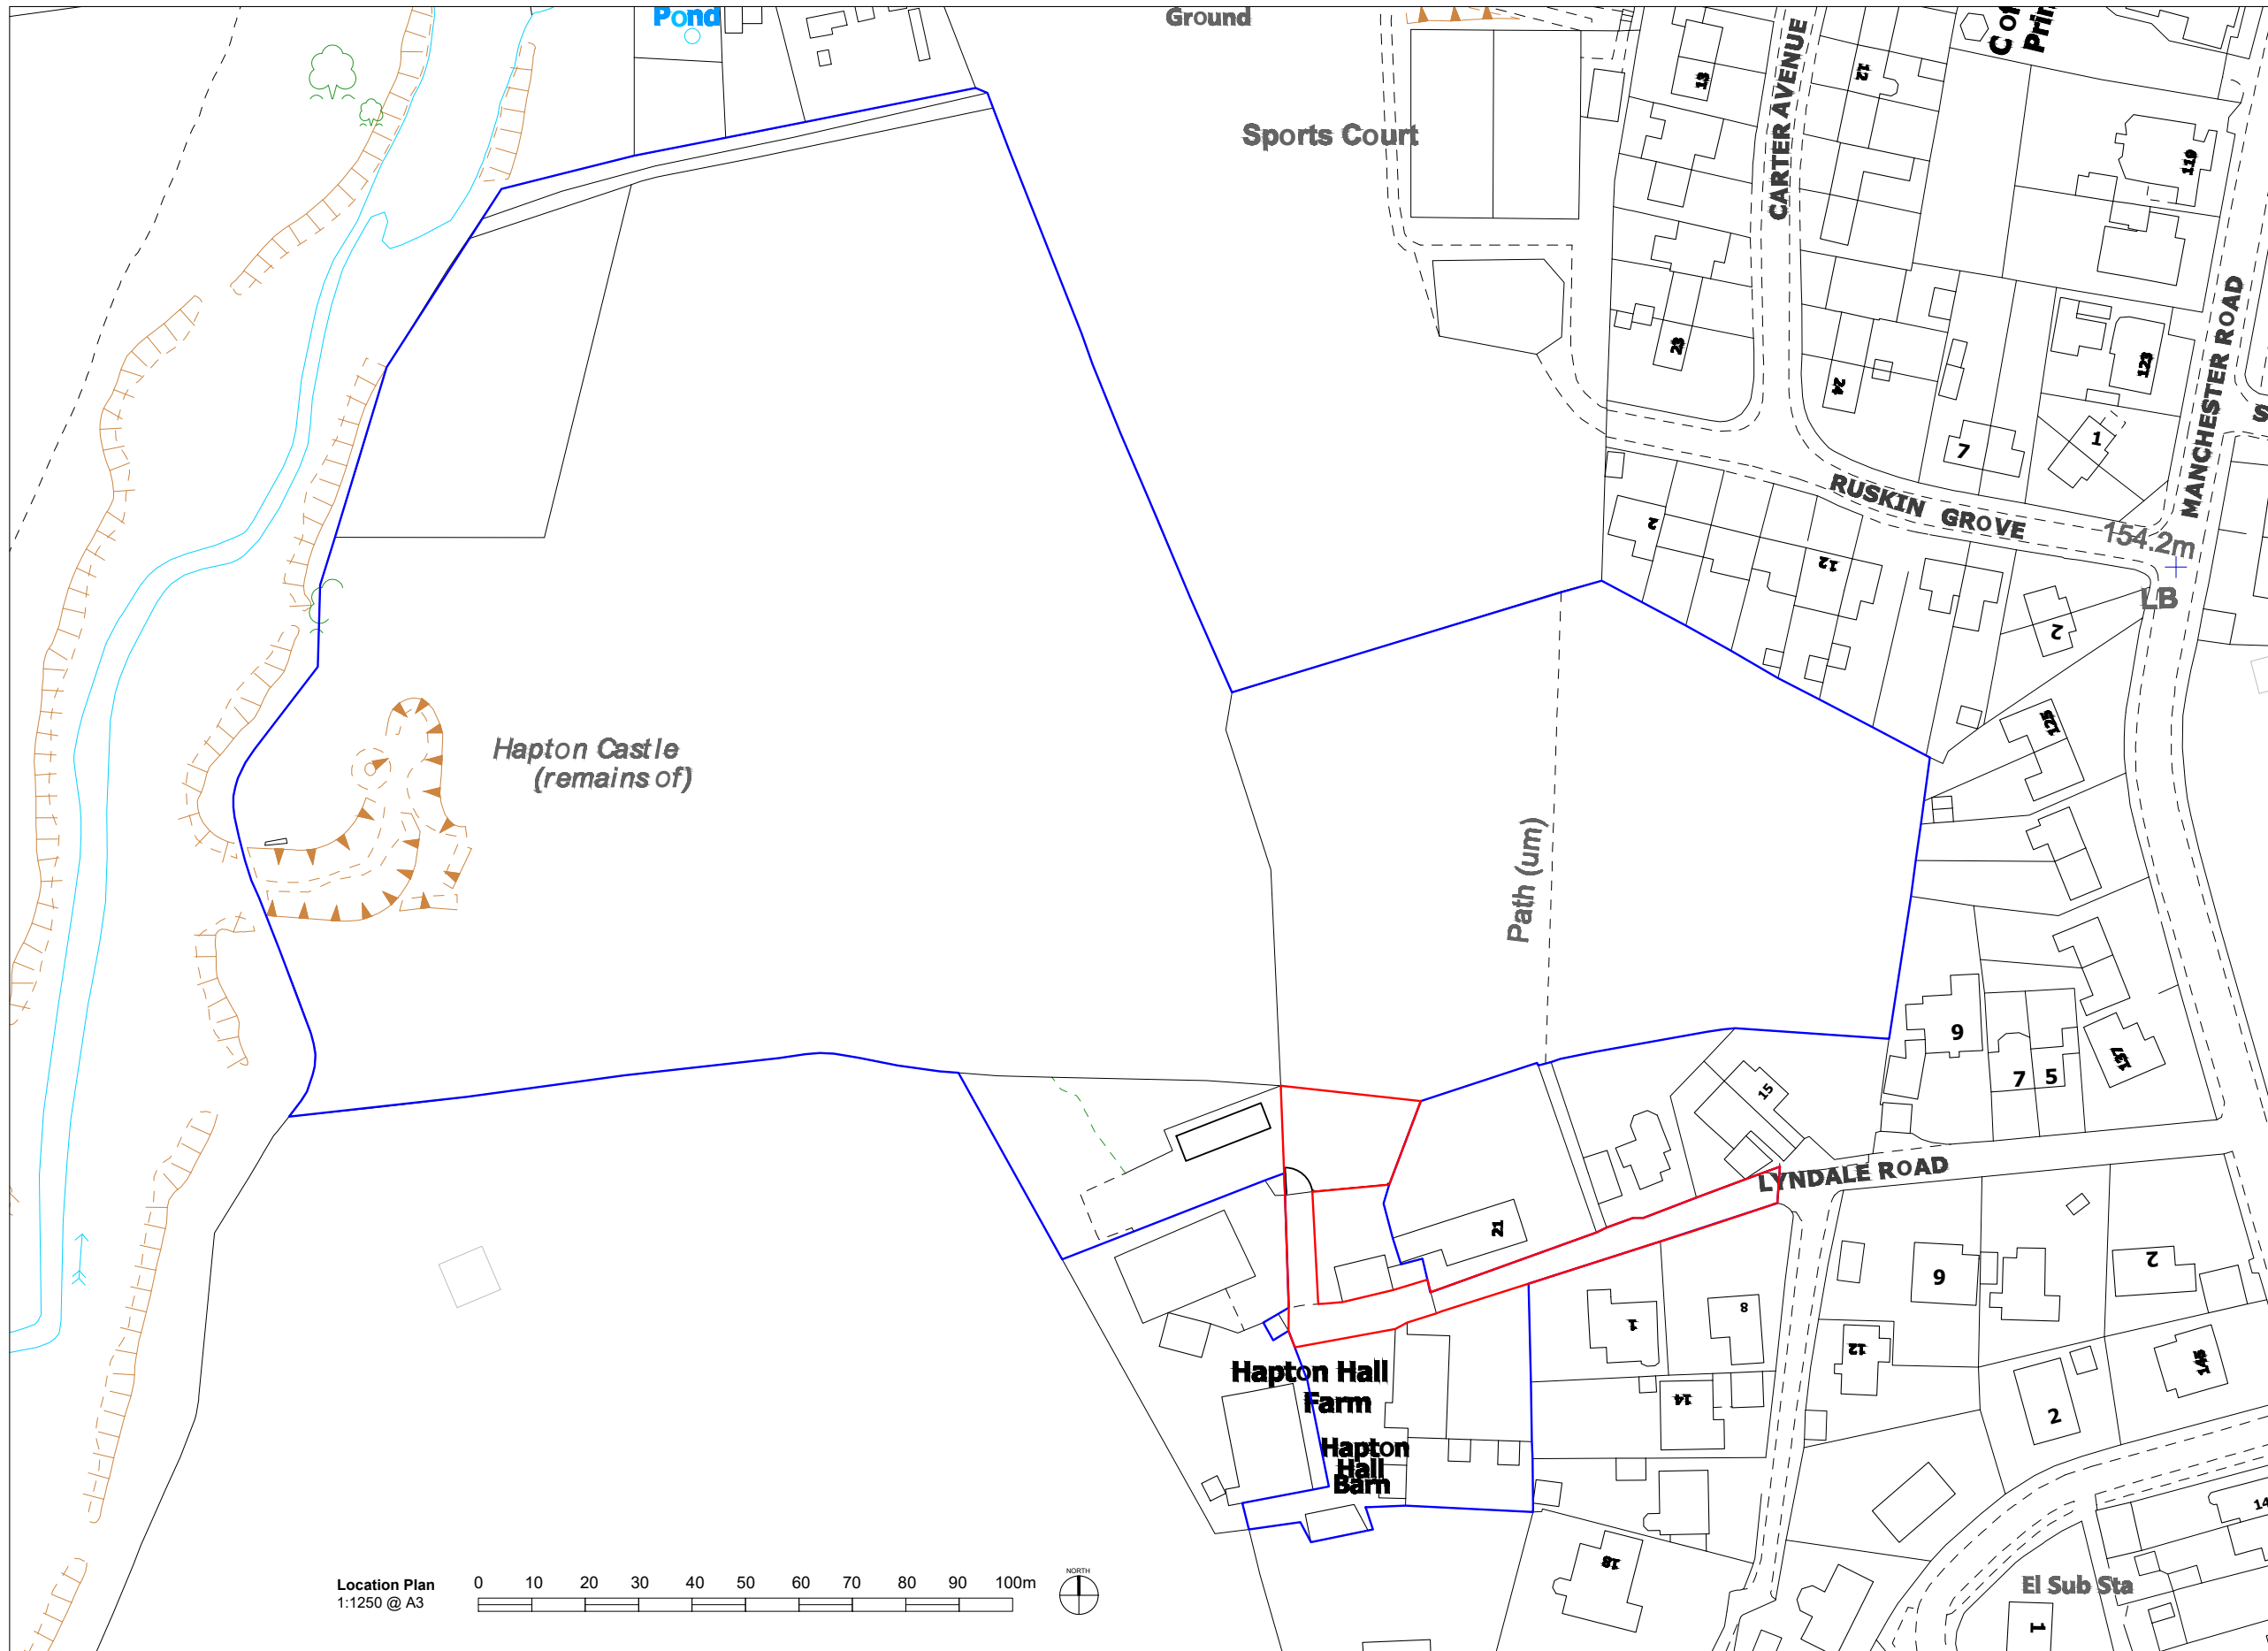 Pond
Ground
Sports Court
13
CARTER AVENUE
12
119
23
24
123
7
1
MANCHESTER ROAD
RUSKIN GROVE
154.2m
LB
2
12
2
125
Hapton Castle
(remains of)
Path (um)
9
7
5
137
15
LYNDALE ROAD
21
1
8
9
2
12
14
2
145
Hapton Hall
Farm
Hapton
Hall
Barn
18
El Sub Sta
1
14
Location Plan
1:1250 @ A3
0 10 20 30 40 50 60 70 80 90 100m
NORTH